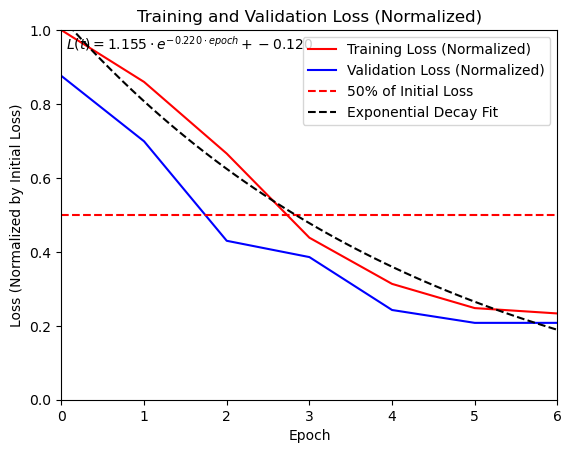 Training and Validation Loss (Normalized)
L(t) = 1.155 · e^{-0.220 · epoch} + −0.120
Training Loss (Normalized)
Validation Loss (Normalized)
50% of Initial Loss
Exponential Decay Fit
Loss (Normalized by Initial Loss)
1.0
0.8
0.6
0.4
0.2
0.0
0 1 2 3 4 5 6
Epoch